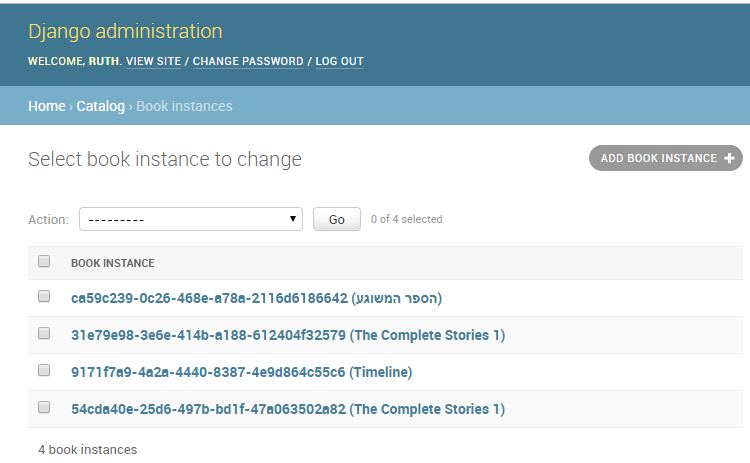 Django administration
WELCOME, RUTH. VIEW SITE / CHANGE PASSWORD / LOG OUT
Home › Catalog › Book instances
Select book instance to change
ADD BOOK INSTANCE +
Action: --------- Go 0 of 4 selected
BOOK INSTANCE
ca59c239-0c26-468e-a78a-2116d6186642 (הספר המשוגע)
31e79e98-3e6e-414b-a188-612404f32579 (The Complete Stories 1)
9171f7a9-4a2a-4440-8387-4e9d864c55c6 (Timeline)
54cda40e-25d6-497b-bd1f-47a063502a82 (The Complete Stories 1)
4 book instances